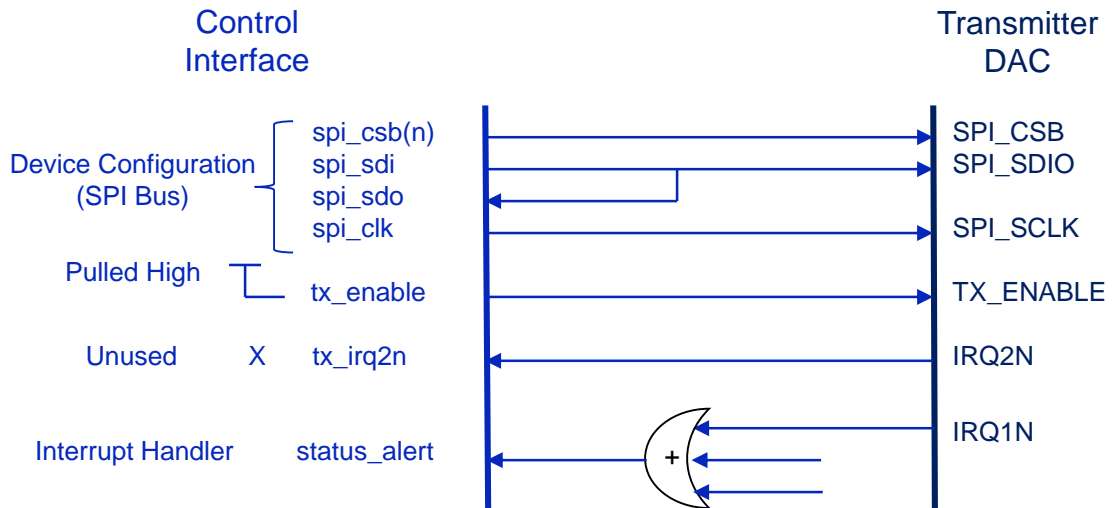 Control
Interface
Transmitter
DAC
Device Configuration
(SPI Bus)
spi_csb(n)
spi_sdi
spi_sdo
spi_clk
SPI_CSB
SPI_SDIO
SPI_SCLK
Pulled High
tx_enable
TX_ENABLE
Unused X tx_irq2n
IRQ2N
Interrupt Handler status_alert
+
IRQ1N